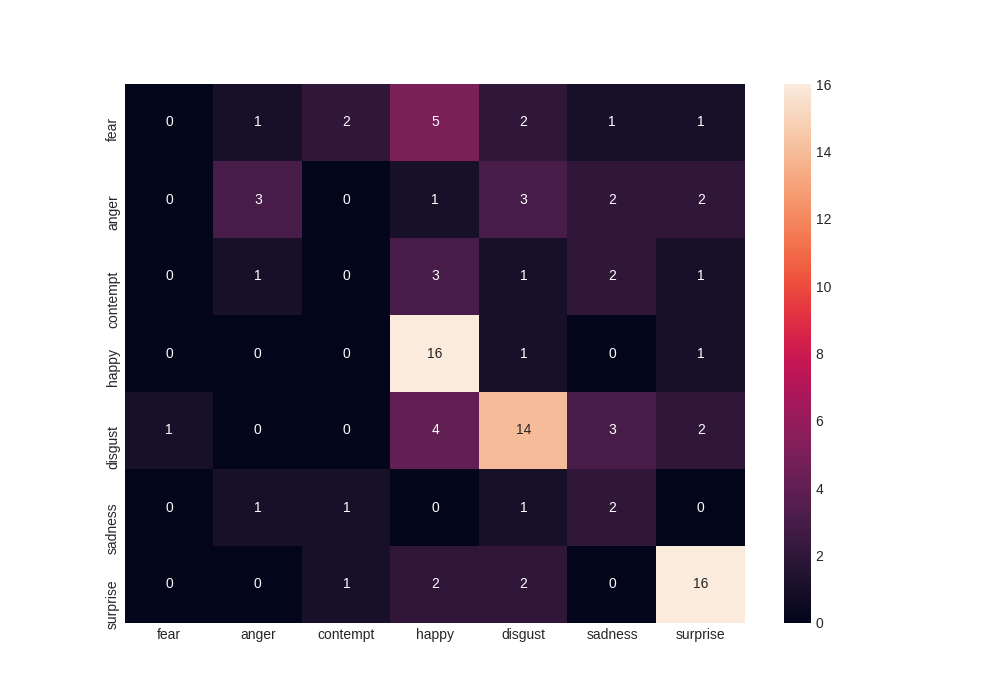 fear 0 1 2 5 2 1 1
anger 0 3 0 1 3 2 2
contempt 0 1 0 3 1 2 1
happy 0 0 0 16 1 0 1
disgust 1 0 0 4 14 3 2
sadness 0 1 1 0 1 2 0
surprise 0 0 1 2 2 0 16
fear anger contempt happy disgust sadness surprise
16
14
12
10
8
6
4
2
0